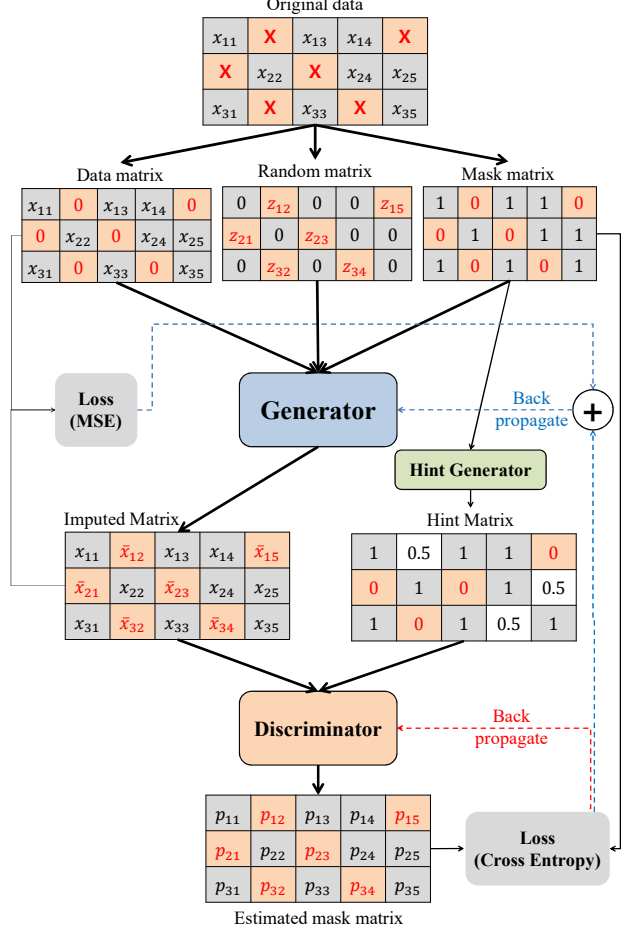 Original data
x₁₁ X x₁₃ x₁₄ X
X x₂₂ X x₂₄ x₂₅
x₃₁ X x₃₃ X x₃₅
Data matrix
x₁₁ 0 x₁₃ x₁₄ 0
0 x₂₂ 0 x₂₄ x₂₅
x₃₁ 0 x₃₃ 0 x₃₅
Random matrix
0 z₁₂ 0 0 z₁₅
z₂₁ 0 z₂₃ 0 0
0 z₃₂ 0 z₃₄ 0
Mask matrix
1 0 1 1 0
0 1 0 1 1
1 0 1 0 1
Loss
(MSE)
Generator
Back
propagate
+
Hint Generator
Imputed Matrix
x₁₁ x̄₁₂ x₁₃ x₁₄ x̄₁₅
x̄₂₁ x₂₂ x̄₂₃ x₂₄ x₂₅
x₃₁ x̄₃₂ x₃₃ x̄₃₄ x₃₅
Hint Matrix
1 0.5 1 1 0
0 1 0 1 0.5
1 0 1 0.5 1
Discriminator
Back
propagate
p₁₁ p₁₂ p₁₃ p₁₄ p₁₅
p₂₁ p₂₂ p₂₃ p₂₄ p₂₅
p₃₁ p₃₂ p₃₃ p₃₄ p₃₅
Estimated mask matrix
Loss
(Cross Entropy)